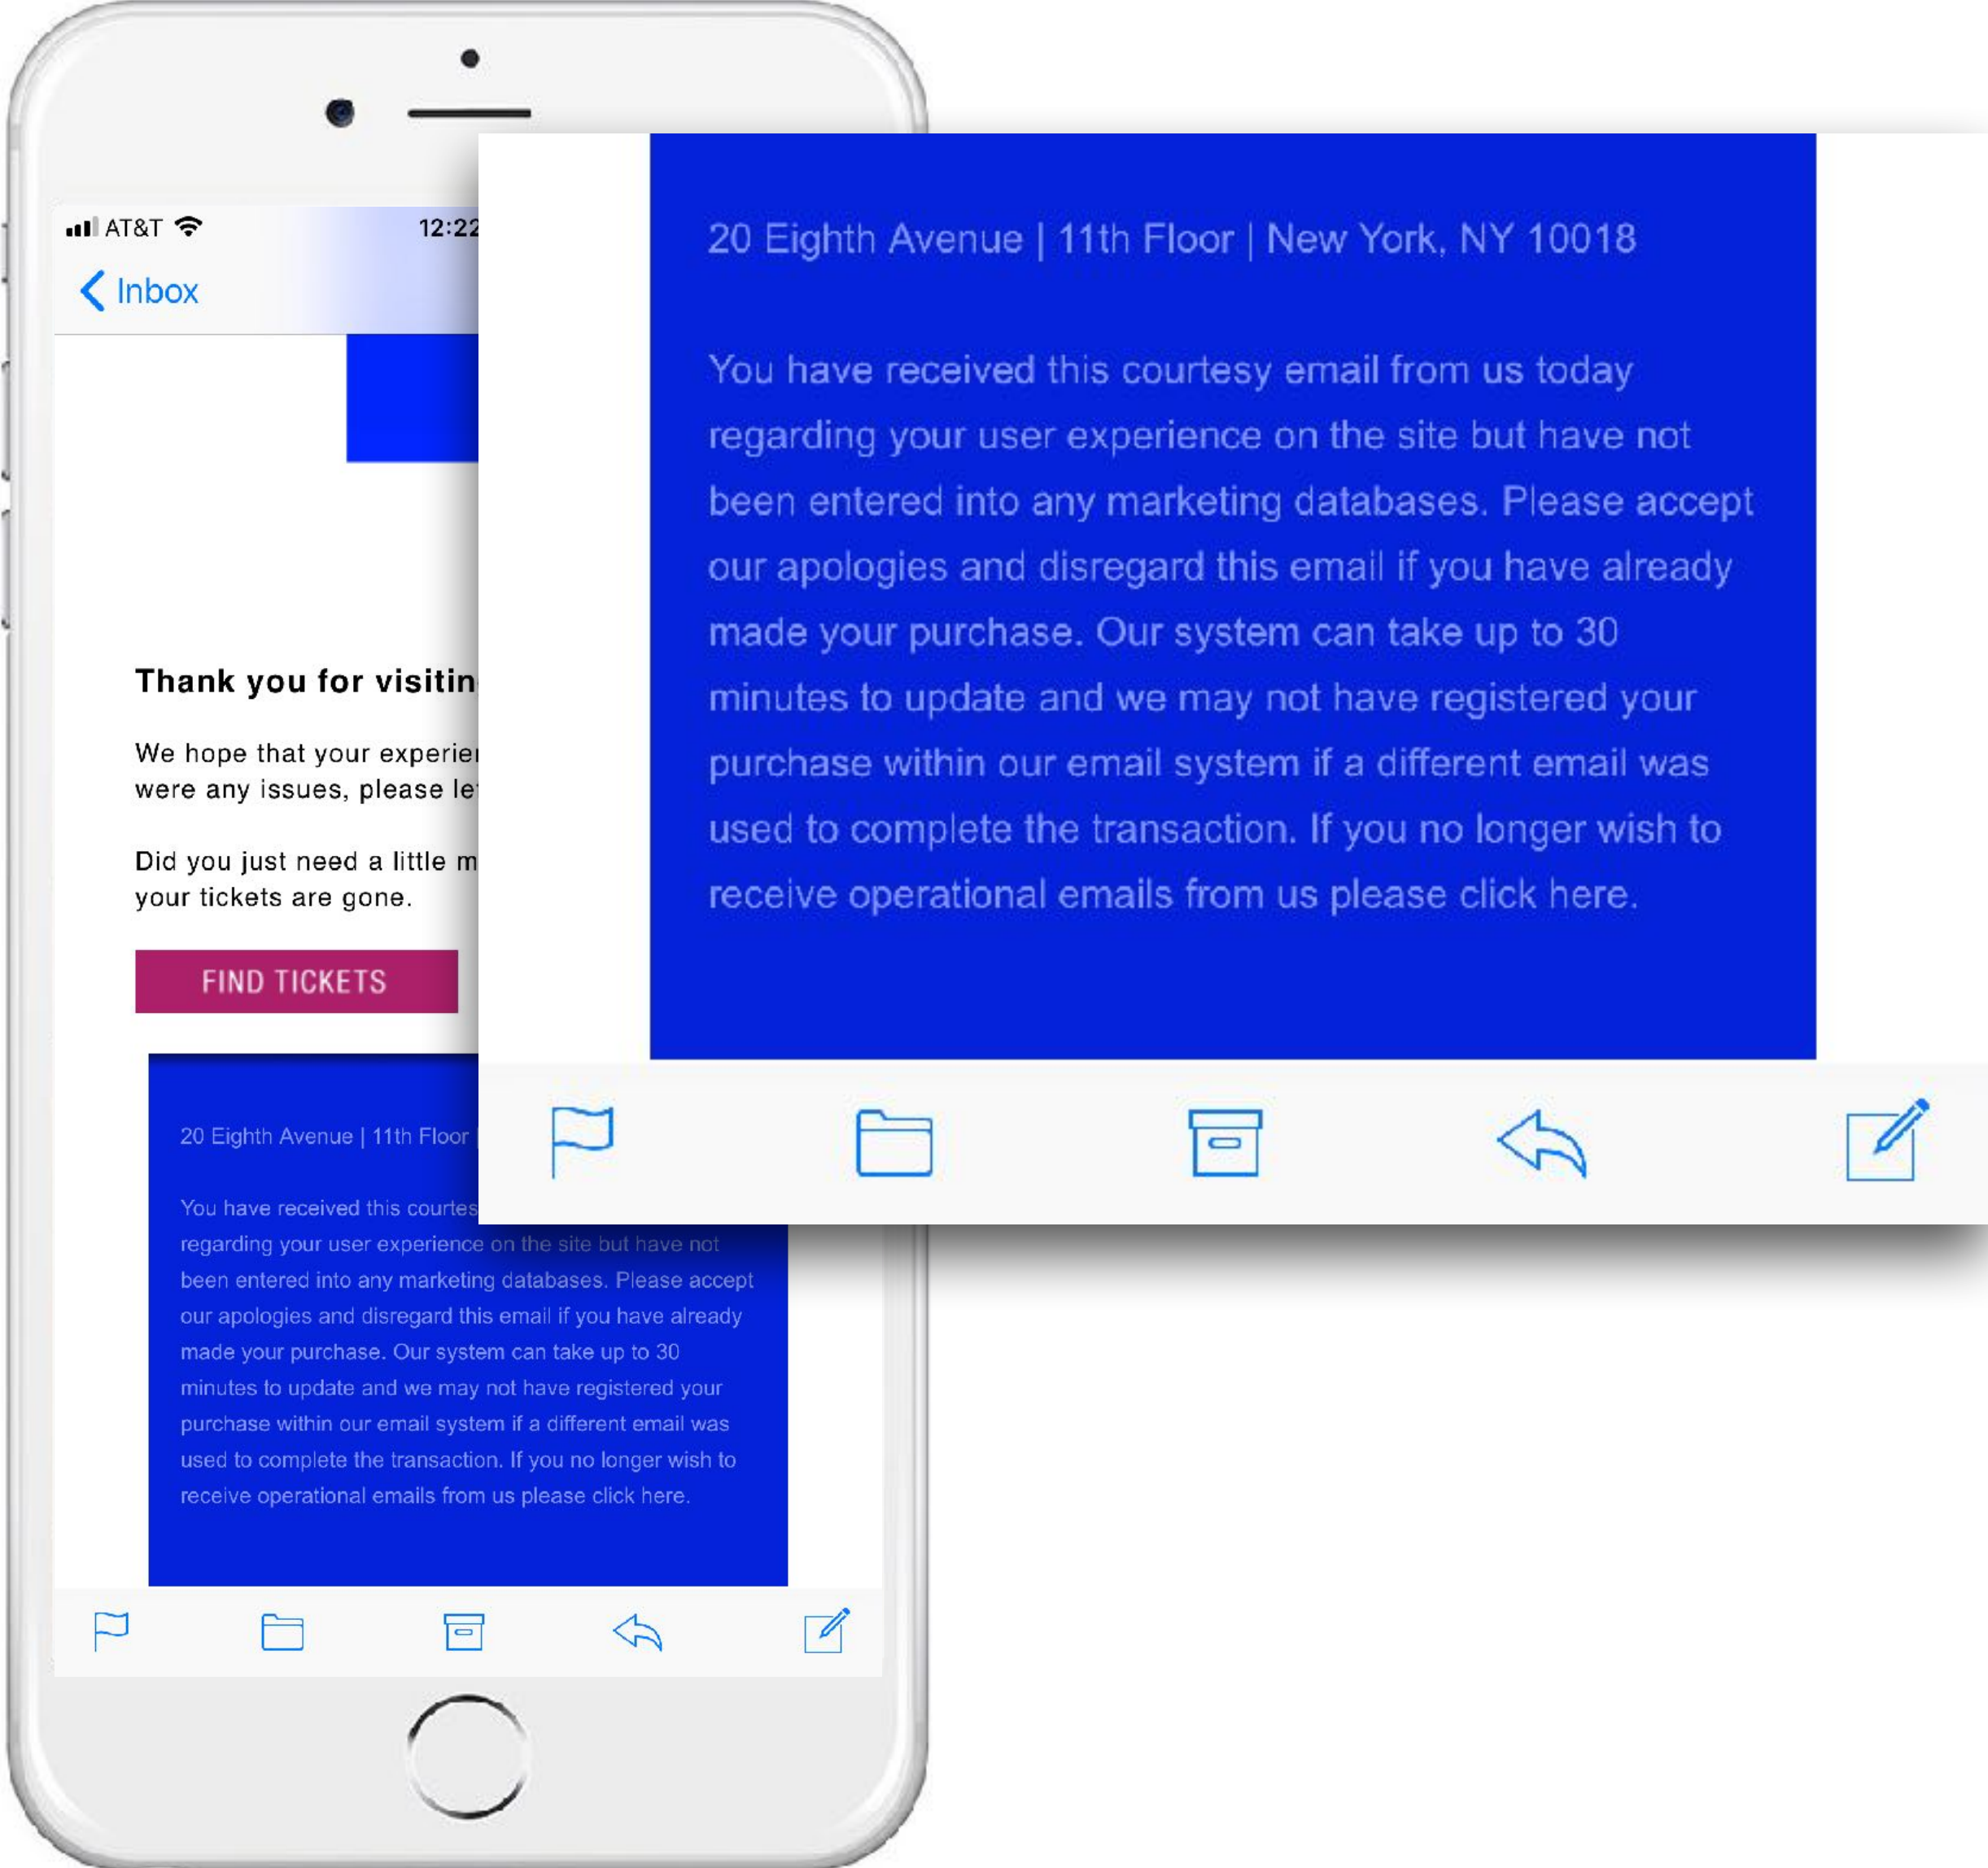 AT&T
12:22
Inbox
Thank you for visitin
We hope that your experie
were any issues, please le
Did you just need a little m
your tickets are gone.
FIND TICKETS
20 Eighth Avenue | 11th Floor
You have received this courtes
regarding your user experience on the site but have not
been entered into any marketing databases. Please accept
our apologies and disregard this email if you have already
made your purchase. Our system can take up to 30
minutes to update and we may not have registered your
purchase within our email system if a different email was
used to complete the transaction. If you no longer wish to
receive operational emails from us please click here.
20 Eighth Avenue | 11th Floor | New York, NY 10018
You have received this courtesy email from us today
regarding your user experience on the site but have not
been entered into any marketing databases. Please accept
our apologies and disregard this email if you have already
made your purchase. Our system can take up to 30
minutes to update and we may not have registered your
purchase within our email system if a different email was
used to complete the transaction. If you no longer wish to
receive operational emails from us please click here.